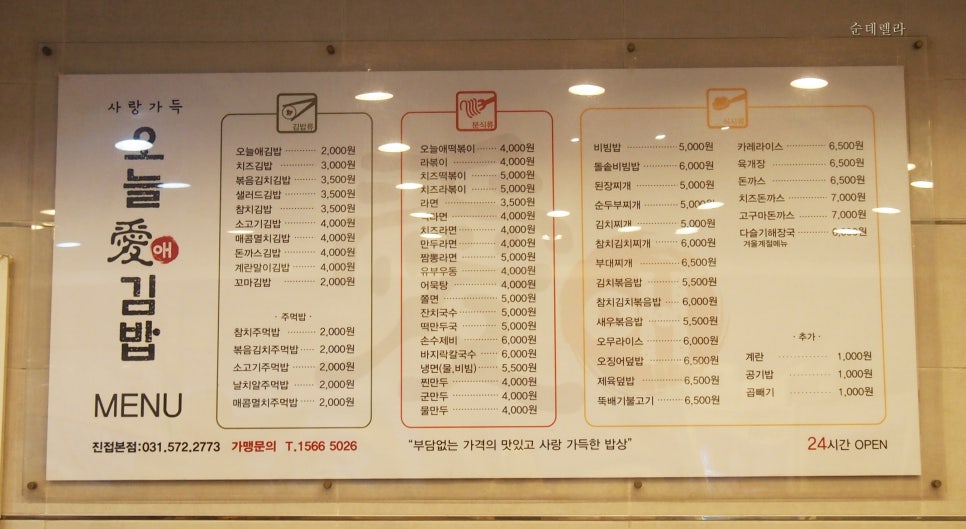 순데렐라
사랑가득
오늘
愛 애
김밥
MENU
김밥류
오늘애김밥 ·········· 2,000원
치즈김밥 ·········· 3,000원
볶음김치김밥 ·········· 3,500원
샐러드김밥 ·········· 3,500원
참치김밥 ·········· 3,500원
소고기김밥 ·········· 4,000원
매콤멸치김밥 ·········· 4,000원
돈까스김밥 ·········· 4,000원
계란말이김밥 ·········· 4,000원
꼬마김밥 ·········· 2,000원
· 주먹밥 ·
참치주먹밥 ·········· 2,000원
볶음김치주먹밥 ····· 2,000원
소고기주먹밥 ······· 2,000원
날치알주먹밥 ······· 2,000원
매콤멸치주먹밥 ····· 2,000원
분식류
오늘애떡볶이 ······ 4,000원
라볶이 ·········· 4,000원
치즈떡볶이 ·········· 5,000원
치즈라볶이 ·········· 5,000원
라면 ·········· 3,500원
라면 ·········· 4,000원
치즈라면 ·········· 4,000원
만두라면 ·········· 4,000원
짬뽕라면 ·········· 5,000원
유부우동 ·········· 4,000원
어묵탕 ·········· 4,000원
쫄면 ·········· 5,000원
잔치국수 ·········· 5,000원
떡만두국 ·········· 5,000원
손수제비 ·········· 6,000원
바지락칼국수 ······ 6,000원
냉면(물,비빔) ······ 5,500원
찐만두 ·········· 4,000원
군만두 ·········· 4,000원
물만두 ·········· 4,000원
식사류
비빔밥 ·········· 5,000원
돌솥비빔밥 ·········· 6,000원
된장찌개 ·········· 5,000원
순두부찌개 ·········· 5,000원
김치찌개 ·········· 5,000원
참치김치찌개 ·········· 6,000원
부대찌개 ·········· 6,500원
김치볶음밥 ·········· 5,500원
참치김치볶음밥 ····· 6,000원
새우볶음밥 ·········· 5,500원
오무라이스 ·········· 6,000원
오징어덮밥 ·········· 6,500원
제육덮밥 ·········· 6,500원
뚝배기불고기 ·········· 6,500원
카레라이스 ·········· 6,500원
육개장 ·········· 6,500원
돈까스 ·········· 6,500원
치즈돈까스 ·········· 7,000원
고구마돈까스 ·········· 7,000원
다슬기해장국
겨울계절메뉴
· 추가 ·
계란 ·········· 1,000원
공기밥 ·········· 1,000원
곱빼기 ·········· 1,000원
진접본점:031.572.2773 가맹문의 T.1566 5026
“부담없는 가격의 맛있고 사랑 가득한 밥상”
24시간 OPEN